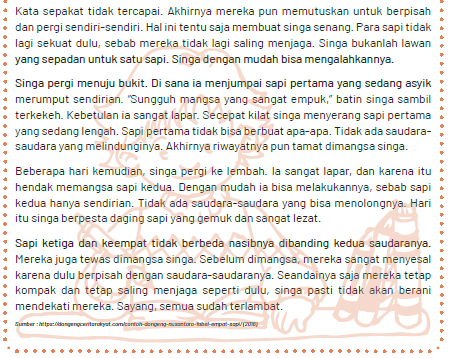 Kata sepakat tidak tercapai. Akhirnya mereka pun memutuskan untuk berpisah
dan pergi sendiri-sendiri. Hal ini tentu saja membuat singa senang. Para sapi tidak
lagi sekuat dulu, sebab mereka tidak lagi saling menjaga. Singa bukanlah lawan
yang sepadan untuk satu sapi. Singa dengan mudah bisa mengalahkannya.
Singa pergi menuju bukit. Di sana ia menjumpai sapi pertama yang sedang asyik
merumput sendirian. "Sungguh mangsa yang sangat empuk," batin singa sambil
terkekeh. Kebetulan ia sangat lapar. Secepat kilat singa menyerang sapi pertama
yang sedang lengah. Sapi pertama tidak bisa berbuat apa-apa. Tidak ada saudara-
saudara yang melindunginya. Akhirnya riwayatnya pun tamat dimangsa singa.
Beberapa hari kemudian, singa pergi ke lembah. Ia sangat lapar, dan karena itu
hendak memangsa sapi kedua. Dengan mudah ia bisa melakukannya, sebab sapi
kedua hanya sendirian. Tidak ada saudara-saudara yang bisa menolongnya. Hari
itu singa berpesta daging sapi yang gemuk dan sangat lezat.
Sapi ketiga dan keempat tidak berbeda nasibnya dibanding kedua saudaranya.
Mereka juga tewas dimangsa singa. Sebelum dimangsa, mereka sangat menyesal
karena dulu berpisah dengan saudara-saudaranya. Seandainya saja mereka tetap
kompak dan tetap saling menjaga seperti dulu, singa pasti tidak akan berani
mendekati mereka. Sayang, semua sudah terlambat.
Sumber : https://dongengceritarakyat.com/contoh-dongeng-nusantara-fabel-empat-sapi/ (2016)